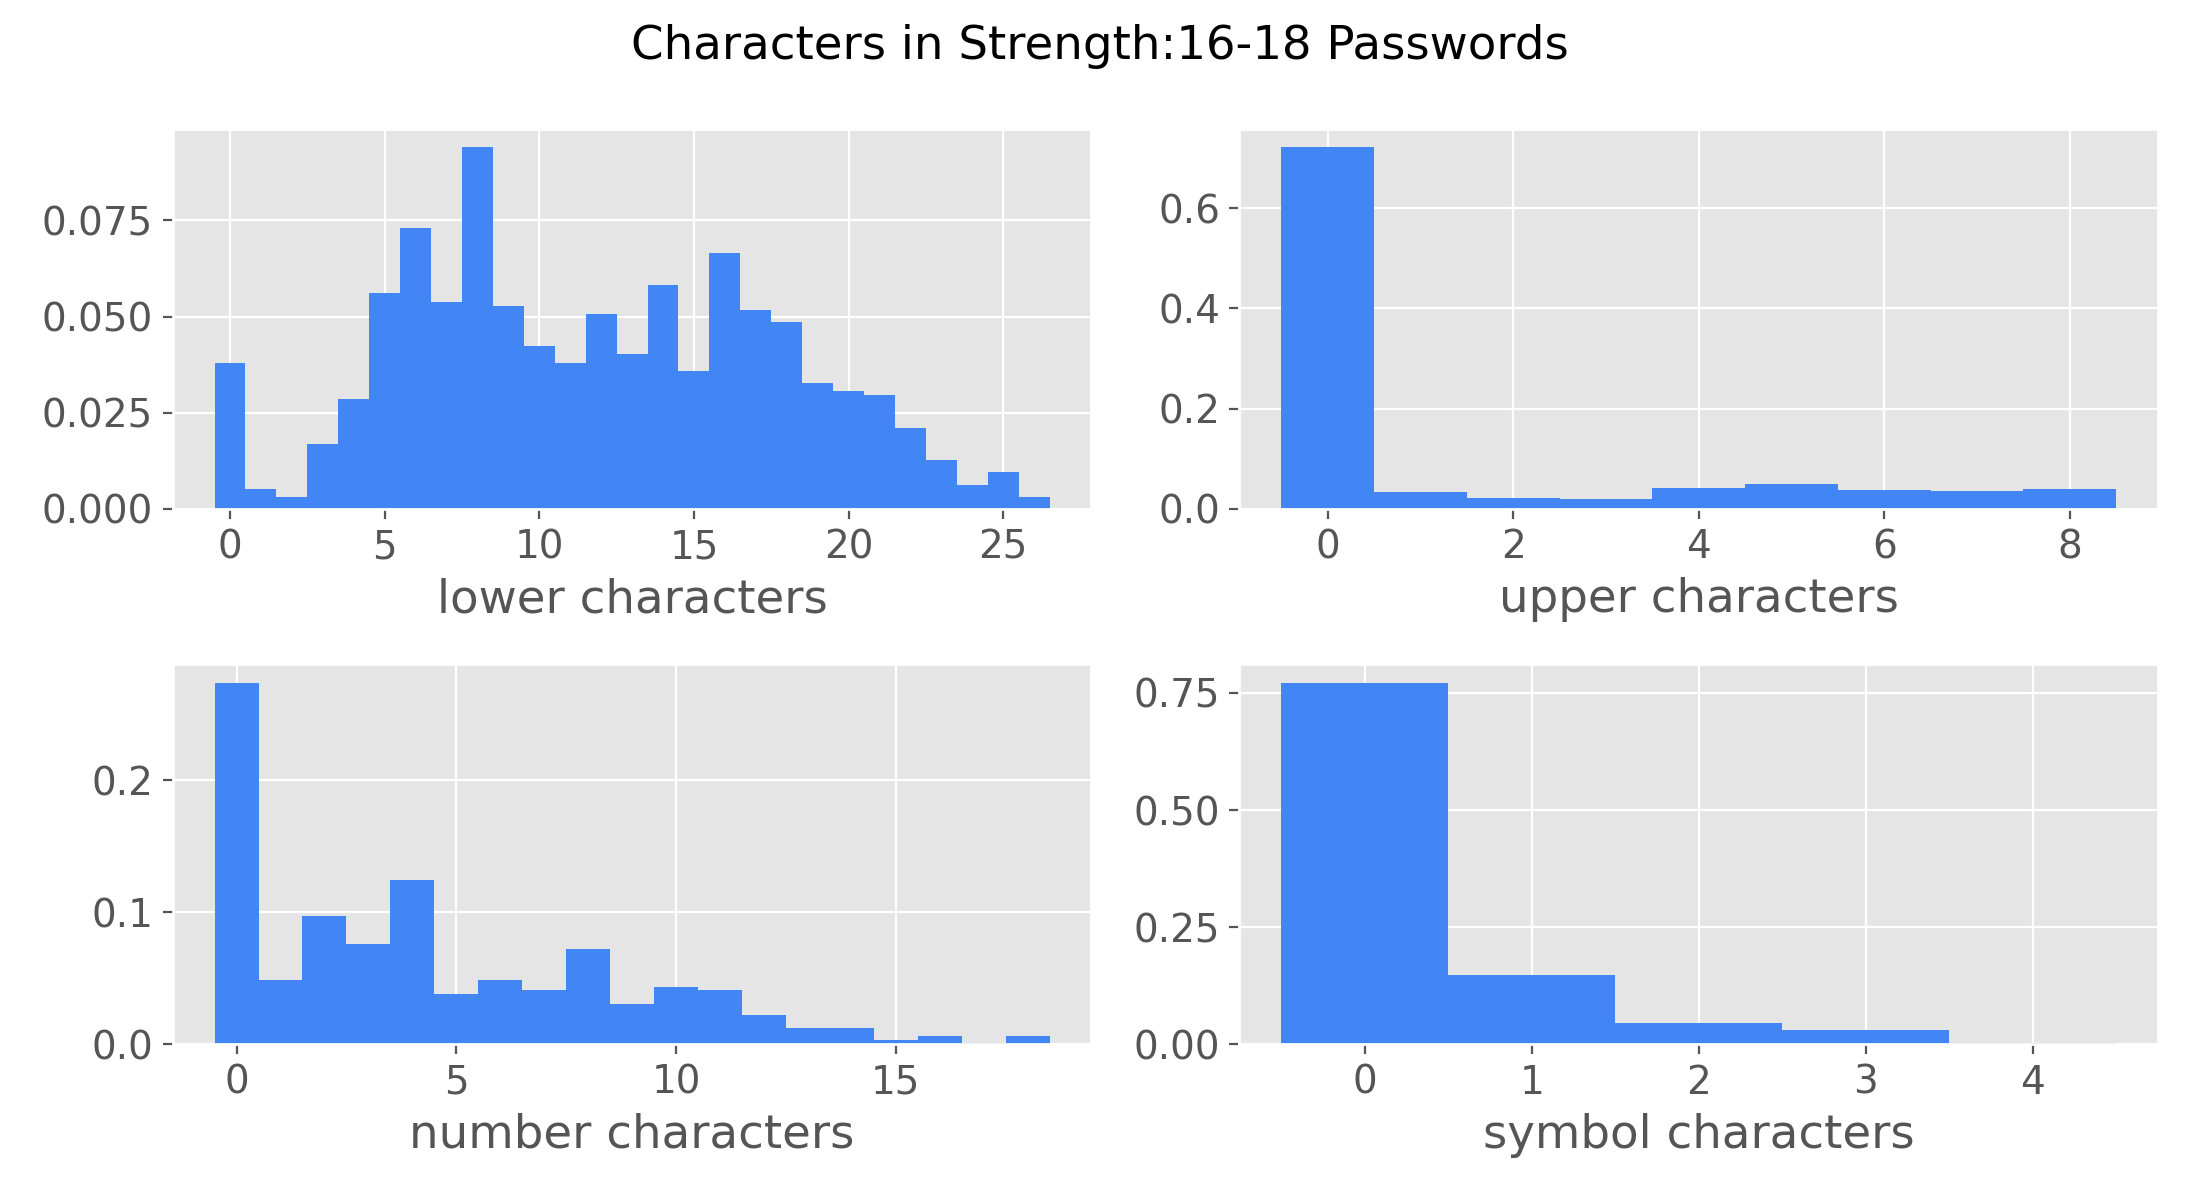 Characters in Strength:16-18 Passwords
0.075
0.050
0.025
0.000
0 5 10 15 20 25
lower characters
0.6
0.4
0.2
0.0
0 2 4 6 8
upper characters
0.2
0.1
0.0
0 5 10 15
number characters
0.75
0.50
0.25
0.00
0 1 2 3 4
symbol characters